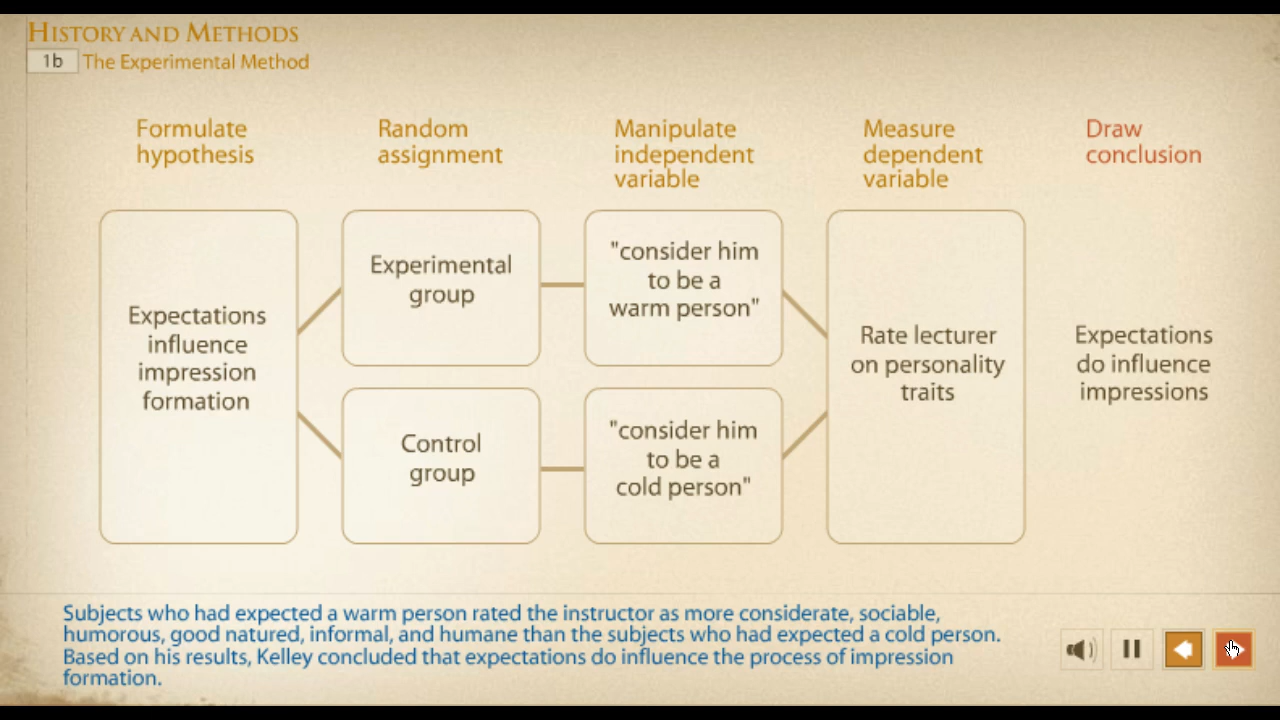 HISTORY AND METHODS
1b The Experimental Method
Formulate
hypothesis
Random
assignment
Manipulate
independent
variable
Measure
dependent
variable
Draw
conclusion
Expectations
influence
impression
formation
Experimental
group
Control
group
"consider him
to be a
warm person"
"consider him
to be a
cold person"
Rate lecturer
on personality
traits
Expectations
do influence
impressions
Subjects who had expected a warm person rated the instructor as more considerate, sociable,
humorous, good natured, informal, and humane than the subjects who had expected a cold person.
Based on his results, Kelley concluded that expectations do influence the process of impression
formation.